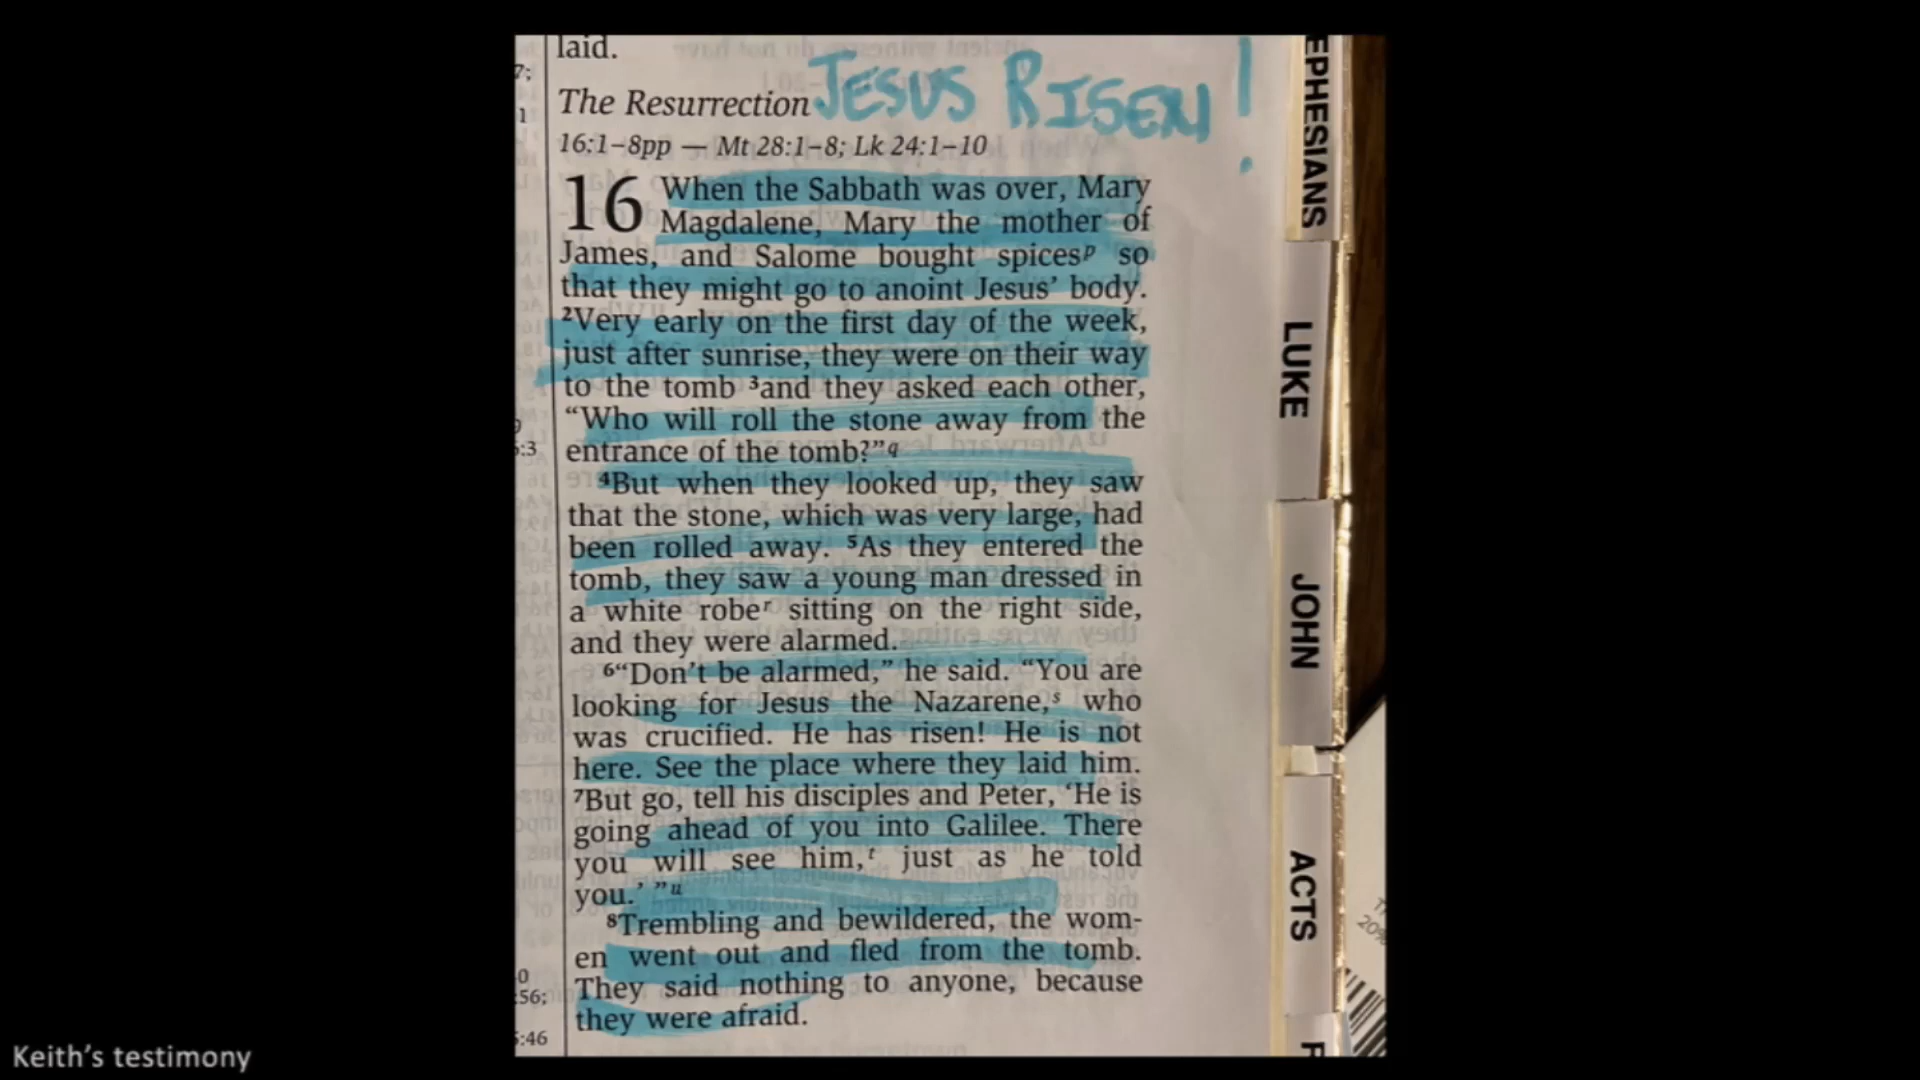 laid.
The Resurrection JESUS RISEN!
16:1–8pp — Mt 28:1–8; Lk 24:1–10
16 When the Sabbath was over, Mary
Magdalene, Mary the mother of
James, and Salome bought spicesᵖ so
that they might go to anoint Jesus’ body.
²Very early on the first day of the week,
just after sunrise, they were on their way
to the tomb ³and they asked each other,
“Who will roll the stone away from the
entrance of the tomb?”q
⁴But when they looked up, they saw
that the stone, which was very large, had
been rolled away. ⁵As they entered the
tomb, they saw a young man dressed in
a white robeʳ sitting on the right side,
and they were alarmed.
⁶“Don’t be alarmed,” he said. “You are
looking for Jesus the Nazarene,ˢ who
was crucified. He has risen! He is not
here. See the place where they laid him.
⁷But go, tell his disciples and Peter, ‘He is
going ahead of you into Galilee. There
you will see him,ᵗ just as he told
you.’ ”ᵘ
⁸Trembling and bewildered, the wom-
en went out and fled from the tomb.
They said nothing to anyone, because
they were afraid.
7;
1
:3
0
:56;
:46
EPHESIANS
LUKE
JOHN
ACTS
20%
Keith’s testimony